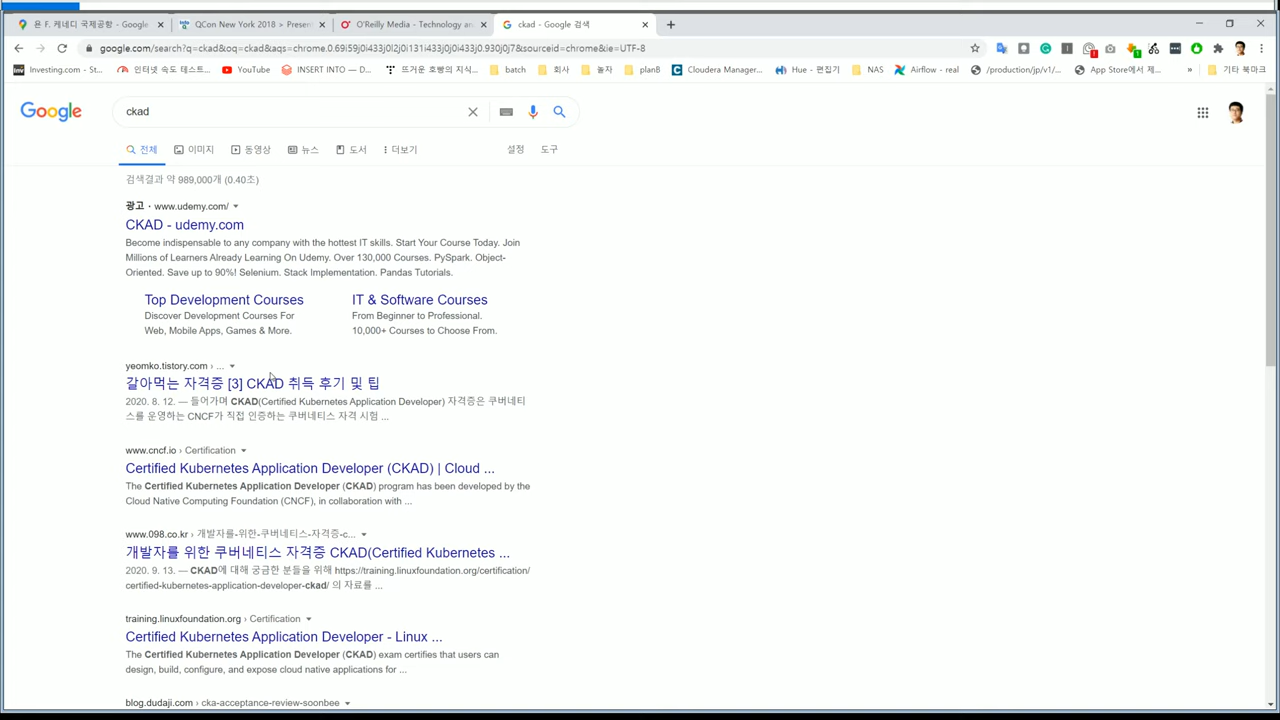 욘 F. 케네디 국제공항 - Google
QCon New York 2018 > Presen
O'Reilly Media - Technology an
ckad - Google 검색
google.com/search?q=ckad&oq=ckad&aqs=chrome.0.69i59j0i433j0l2j0i131i433j0j0i433j0.930j0j7&sourceid=chrome&ie=UTF-8
Investing.com - St...
인터넷 속도 테스트...
YouTube
INSERT INTO — D...
뜨거운 호빵의 지식...
batch
회사
놀자
planB
Cloudera Manager...
Hue - 편집기
NAS
Airflow - real
/production/jp/v1/...
App Store에서 제...
»
기타 북마크
Google
ckad
전체
이미지
동영상
뉴스
도서
더보기
설정
도구
검색결과 약 989,000개 (0.40초)
광고 · www.udemy.com/
CKAD - udemy.com
Become indispensable to any company with the hottest IT skills. Start Your Course Today. Join
Millions of Learners Already Learning On Udemy. Over 130,000 Courses. PySpark. Object-
Oriented. Save up to 90%! Selenium. Stack Implementation. Pandas Tutorials.
Top Development Courses
Discover Development Courses For
Web, Mobile Apps, Games & More.
IT & Software Courses
From Beginner to Professional.
10,000+ Courses to Choose From.
yeomko.tistory.com › ...
갈아먹는 자격증 [3] CKAD 취득 후기 및 팁
2020. 8. 12. — 들어가며 CKAD(Certified Kubernetes Application Developer) 자격증은 쿠버네티
스를 운영하는 CNCF가 직접 인증하는 쿠버네티스 자격 시험 ...
www.cncf.io › Certification
Certified Kubernetes Application Developer (CKAD) | Cloud ...
The Certified Kubernetes Application Developer (CKAD) program has been developed by the
Cloud Native Computing Foundation (CNCF), in collaboration with ...
www.098.co.kr › 개발자를-위한-쿠버네티스-자격증-c...
개발자를 위한 쿠버네티스 자격증 CKAD(Certified Kubernetes ...
2020. 9. 13. — CKAD에 대해 궁금한 분들을 위해 https://training.linuxfoundation.org/certification/
certified-kubernetes-application-developer-ckad/ 의 자료를 ...
training.linuxfoundation.org › Certification
Certified Kubernetes Application Developer - Linux ...
The Certified Kubernetes Application Developer (CKAD) exam certifies that users can
design, build, configure, and expose cloud native applications for ...
blog.dudaji.com › cka-acceptance-review-soonbee